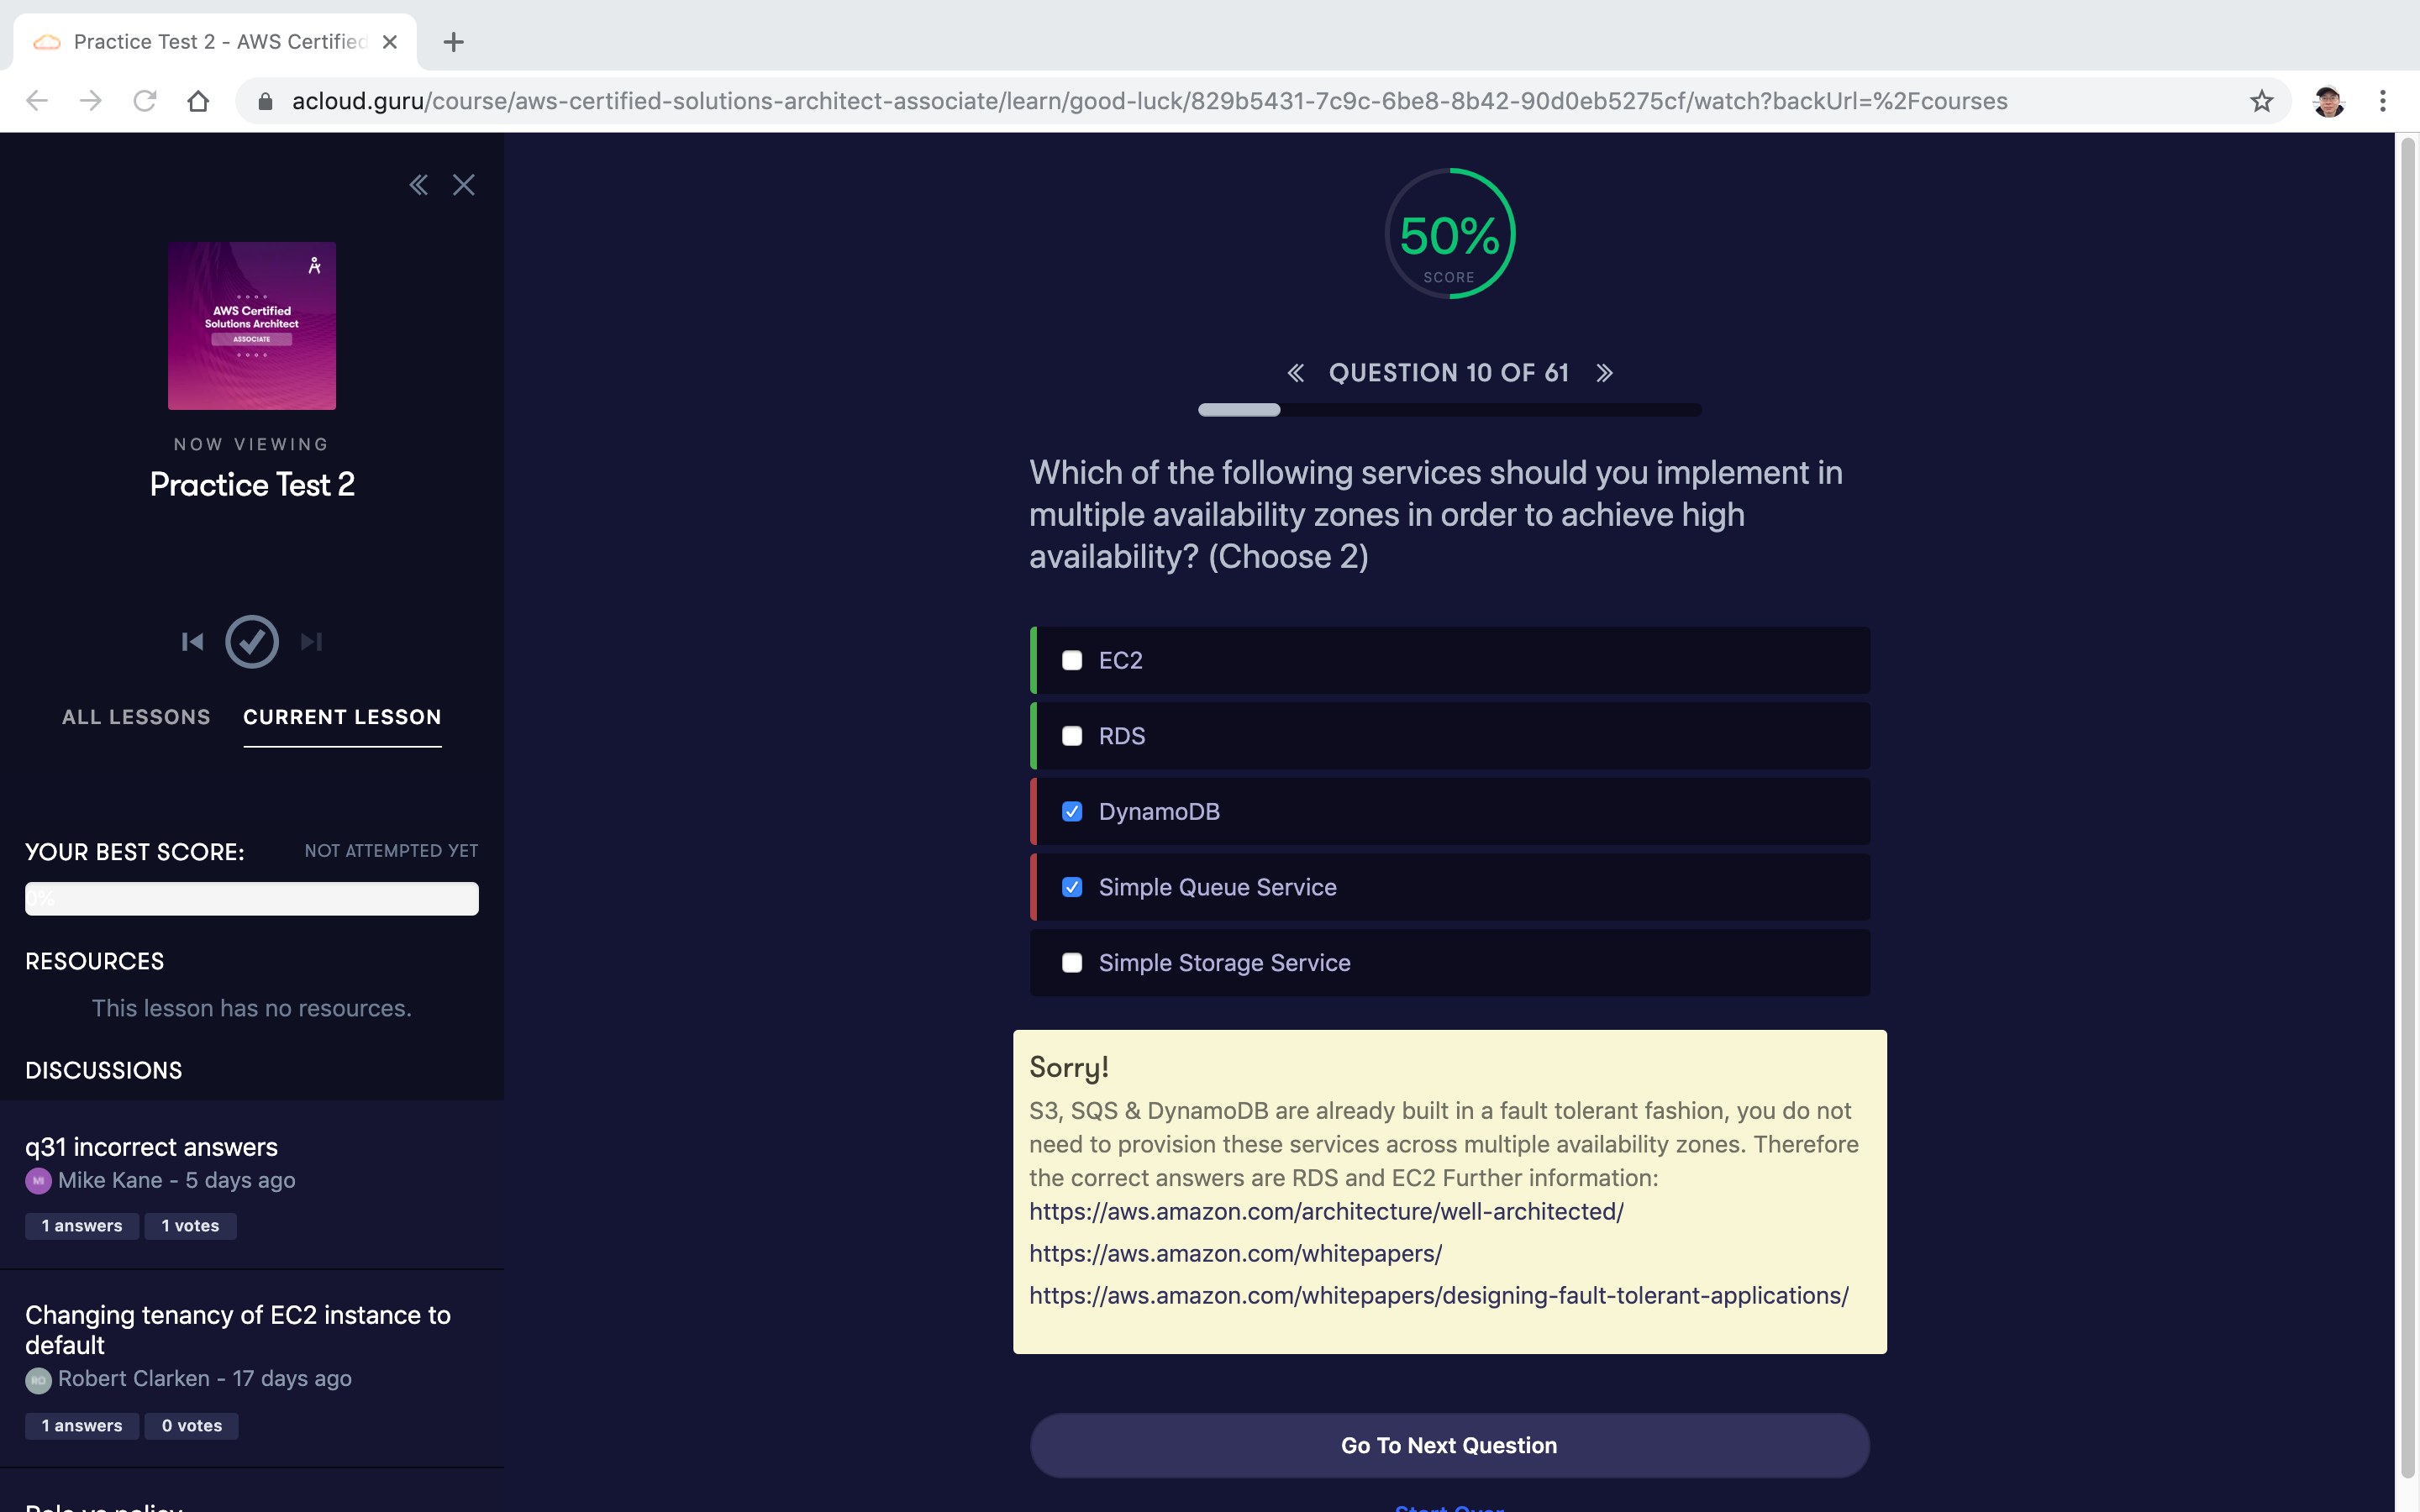 Practice Test 2 - AWS Certified
acloud.guru/course/aws-certified-solutions-architect-associate/learn/good-luck/829b5431-7c9c-6be8-8b42-90d0eb5275cf/watch?backUrl=%2Fcourses
AWS Certified
Solutions Architect
ASSOCIATE
NOW VIEWING
Practice Test 2
ALL LESSONS
CURRENT LESSON
YOUR BEST SCORE:
NOT ATTEMPTED YET
0%
RESOURCES
This lesson has no resources.
DISCUSSIONS
q31 incorrect answers
MI
Mike Kane - 5 days ago
1 answers
1 votes
Changing tenancy of EC2 instance to
default
RO
Robert Clarken - 17 days ago
1 answers
0 votes
50%
SCORE
QUESTION 10 OF 61
Which of the following services should you implement in
multiple availability zones in order to achieve high
availability? (Choose 2)
EC2
RDS
DynamoDB
Simple Queue Service
Simple Storage Service
Sorry!
S3, SQS & DynamoDB are already built in a fault tolerant fashion, you do not
need to provision these services across multiple availability zones. Therefore
the correct answers are RDS and EC2 Further information:
https://aws.amazon.com/architecture/well-architected/
https://aws.amazon.com/whitepapers/
https://aws.amazon.com/whitepapers/designing-fault-tolerant-applications/
Go To Next Question